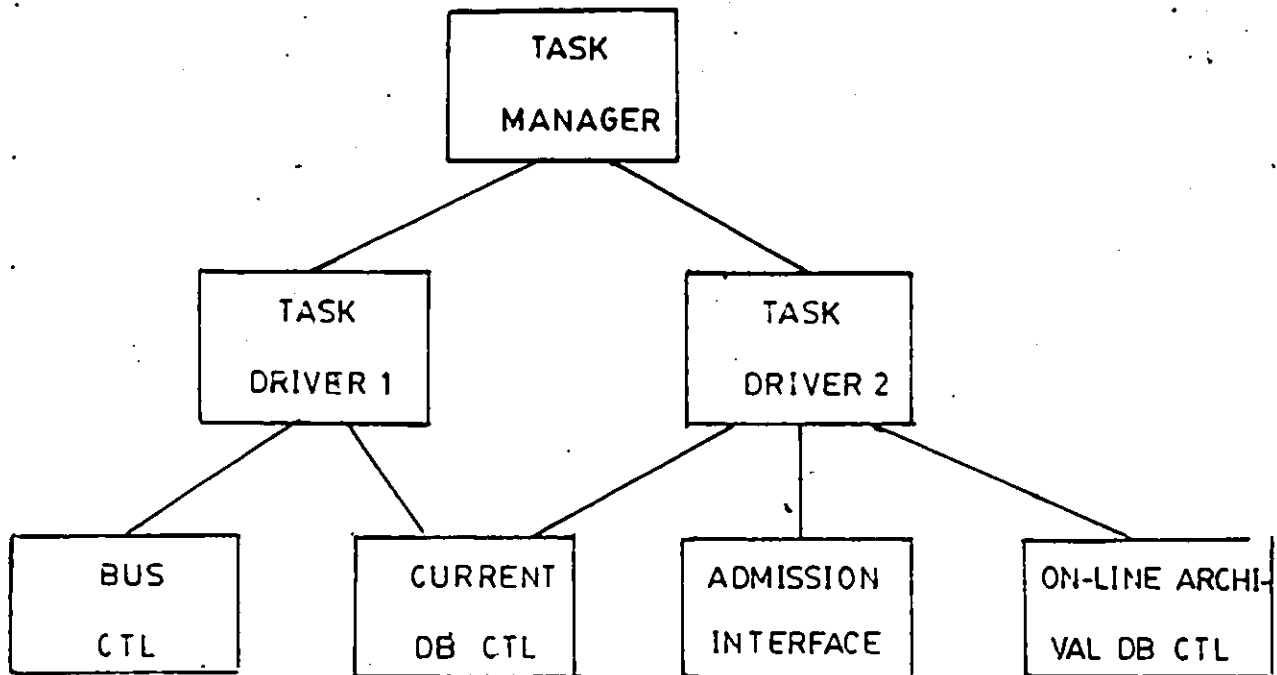 TASK
MANAGER
TASK
DRIVER 1
TASK
DRIVER 2
BUS
CTL
CURRENT
DB CTL
ADMISSION
INTERFACE
ON-LINE ARCHI-
VAL DB CTL